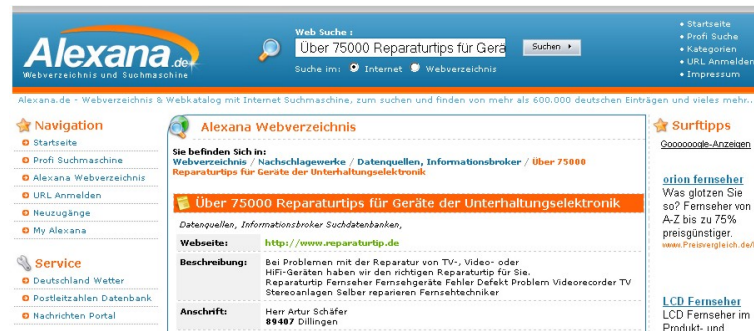 Alexana.de
Webverzeichnis und Suchmaschine
Web Suche :
Über 75000 Reparaturtips für Gerä
Suchen
Suche im: Internet Webverzeichnis
Startseite
Profi Suche
Kategorien
URL Anmelden
Impressum
Alexana.de - Webverzeichnis & Webkatalog mit Internet Suchmaschine, zum suchen und finden von mehr als 600.000 deutschen Einträgen und vieles mehr..
Navigation
Startseite
Profi Suchmaschine
Alexana Webverzeichnis
URL Anmelden
Neuzugänge
My Alexana
Service
Deutschland Wetter
Postleitzahlen Datenbank
Nachrichten Portal
Alexana Webverzeichnis
Sie befinden Sich in:
Webverzeichnis / Nachschlagewerke / Datenquellen, Informationsbroker / Über 75000
Reparaturtips für Geräte der Unterhaltungselektronik
Über 75000 Reparaturtips für Geräte der Unterhaltungselektronik
Datenquellen, Informationsbroker Suchdatenbanken,
Webseite: http://www.reparaturtip.de
Beschreibung: Bei Problemen mit der Reparatur von TV-, Video- oder
HiFi-Geräten haben wir den richtigen Reparaturtip für Sie.
Reparaturtip Fernseher Fernsehgeräte Fehler Defekt Problem Videorecorder TV
Stereoanlagen Selber reparieren Fernsehtechniker
Anschrift: Herr Artur Schäfer
89407 Dillingen
Surftipps
Goooooogle-Anzeigen
orion fernseher
Was glotzen Sie
so? Fernseher von
A-Z bis zu 75%
preisgünstiger.
www.Preisvergleich.de/
LCD Fernseher
LCD Fernseher im
Produkt- und